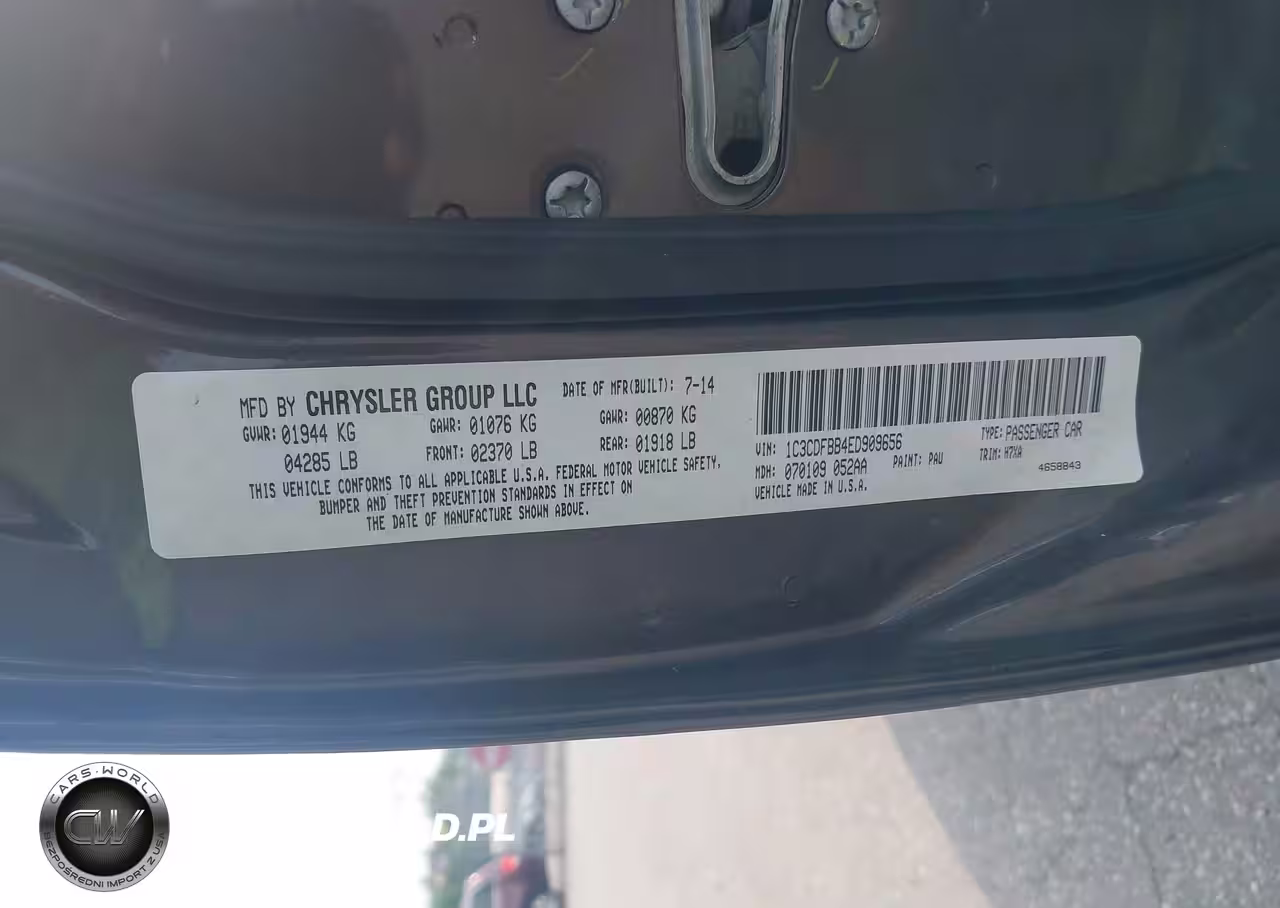 MFD BY CHRYSLER GROUP LLC DATE OF MFR(BUILT): 7-14
GVWR: 01944 KG GAWR: 01076 KG GAWR: 00870 KG
04285 LB FRONT: 02370 LB REAR: 01918 LB
THIS VEHICLE CONFORMS TO ALL APPLICABLE U.S.A. FEDERAL MOTOR VEHICLE SAFETY,
BUMPER AND THEFT PREVENTION STANDARDS IN EFFECT ON
THE DATE OF MANUFACTURE SHOWN ABOVE.
VIN: 1C3CDFBB4ED909656 TYPE: PASSENGER CAR
MDH: 070109 052AA PAINT: PAU TRIM: H7XA
VEHICLE MADE IN U.S.A. 4658843
CARS·WORLD
CW
BEZPOŚREDNI IMPORT Z USA
D.PL